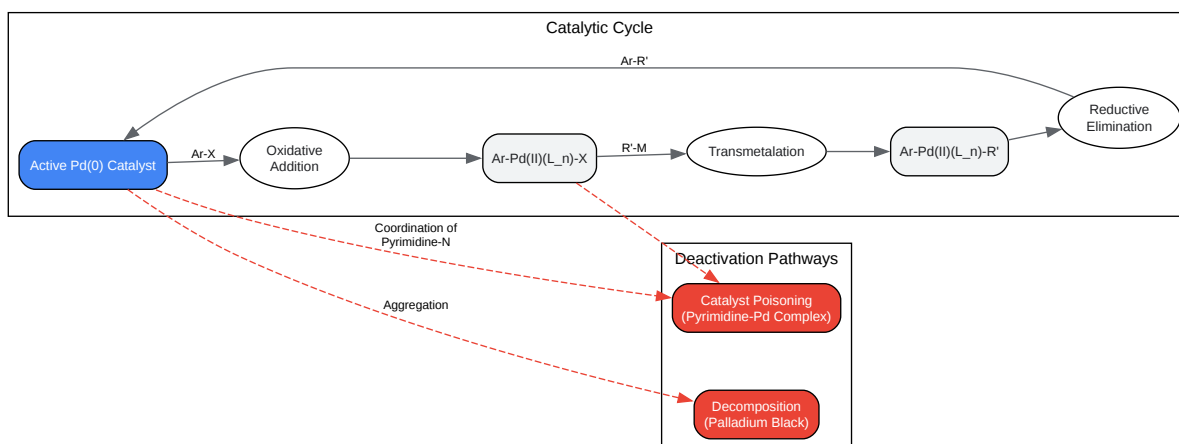 Catalytic Cycle
Ar-R'
Reductive
Elimination
Active Pd(0) Catalyst
Ar-X
Oxidative
Addition
Ar-Pd(II)(L_n)-X
R'-M
Transmetalation
Ar-Pd(II)(L_n)-R'
Coordination of
Pyrimidine-N
Aggregation
Deactivation Pathways
Catalyst Poisoning
(Pyrimidine-Pd Complex)
Decomposition
(Palladium Black)